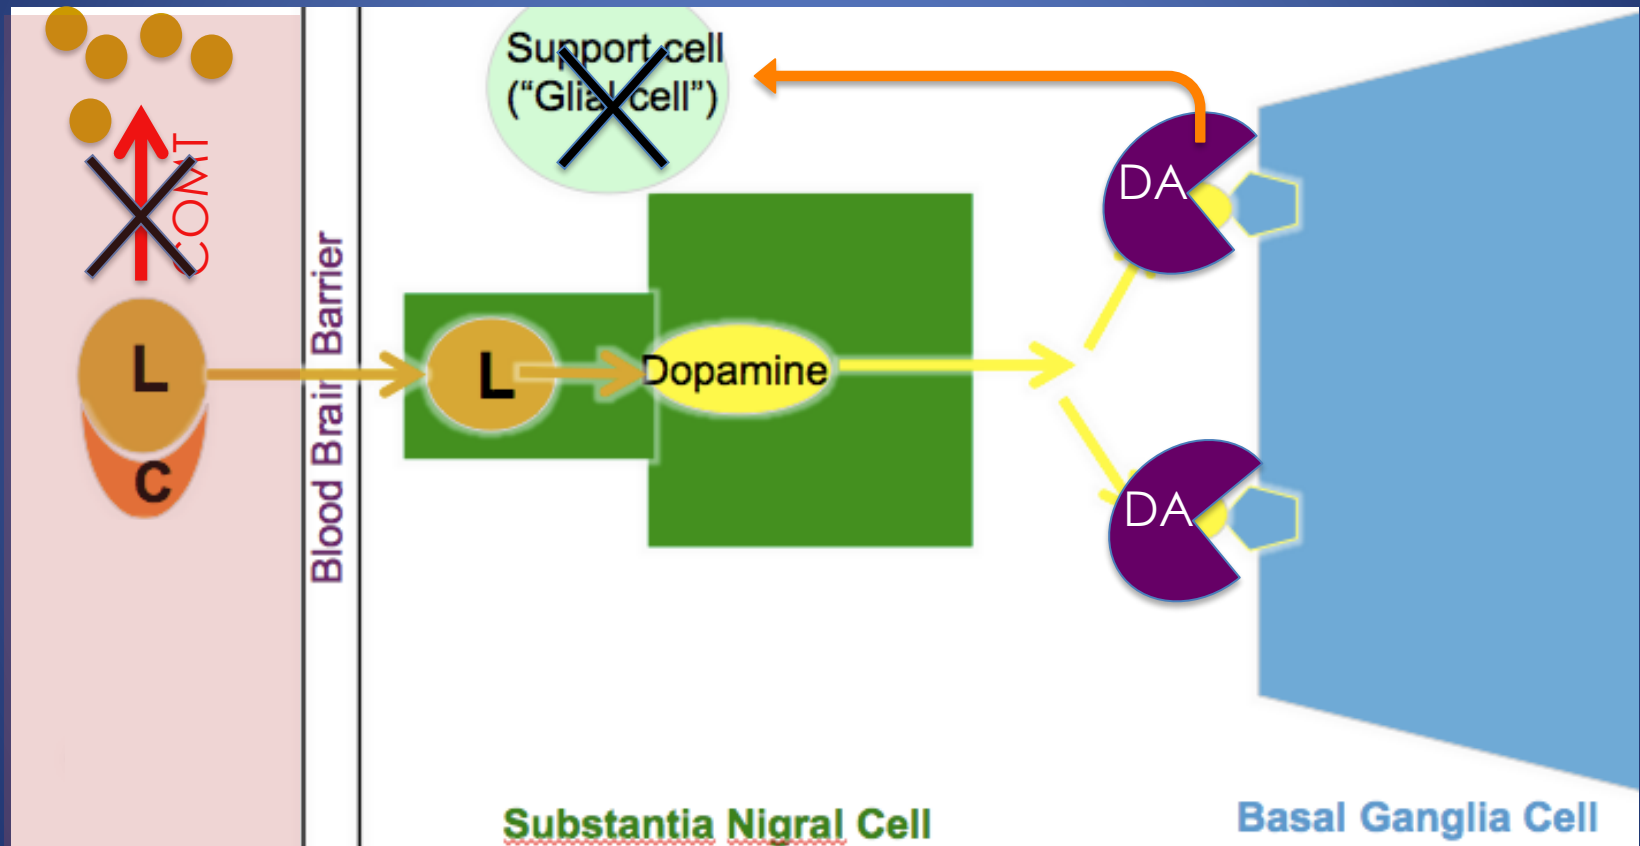 Support cell
(“Glial cell”)
COMT
Blood Brain Barrier
L
C
L
Dopamine
DA
DA
Substantia Nigral Cell
Basal Ganglia Cell